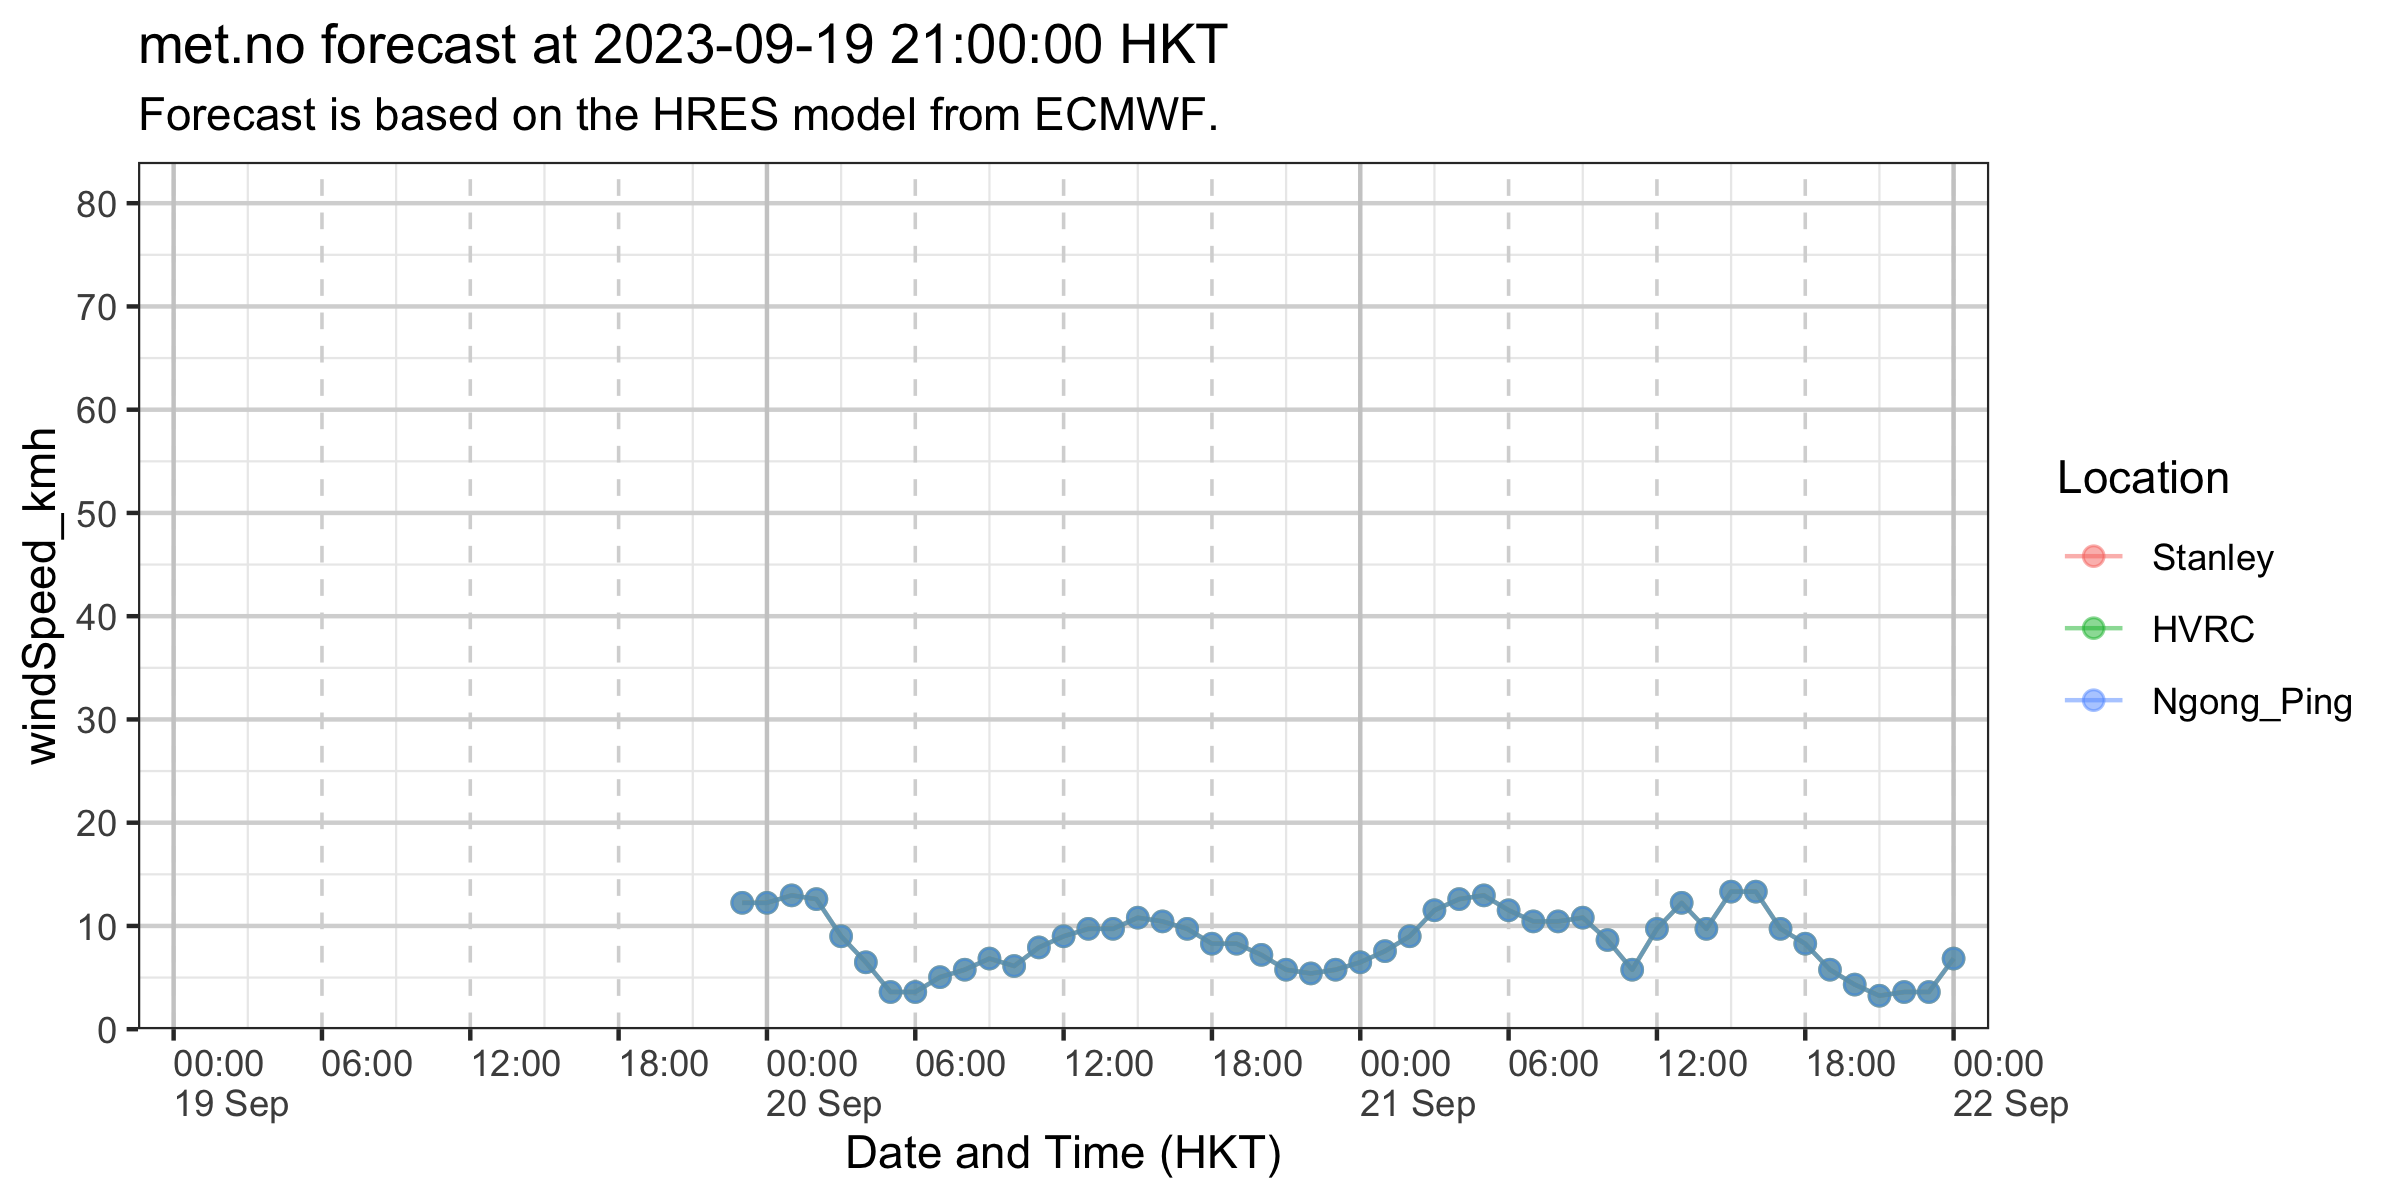 met.no forecast at 2023-09-19 21:00:00 HKT
Forecast is based on the HRES model from ECMWF.
windSpeed_kmh
80
70
60
50
40
30
20
10
0
00:00 06:00 12:00 18:00 00:00 06:00 12:00 18:00 00:00 06:00 12:00 18:00 00:00
19 Sep 20 Sep 21 Sep 22 Sep
Date and Time (HKT)
Location
Stanley
HVRC
Ngong_Ping